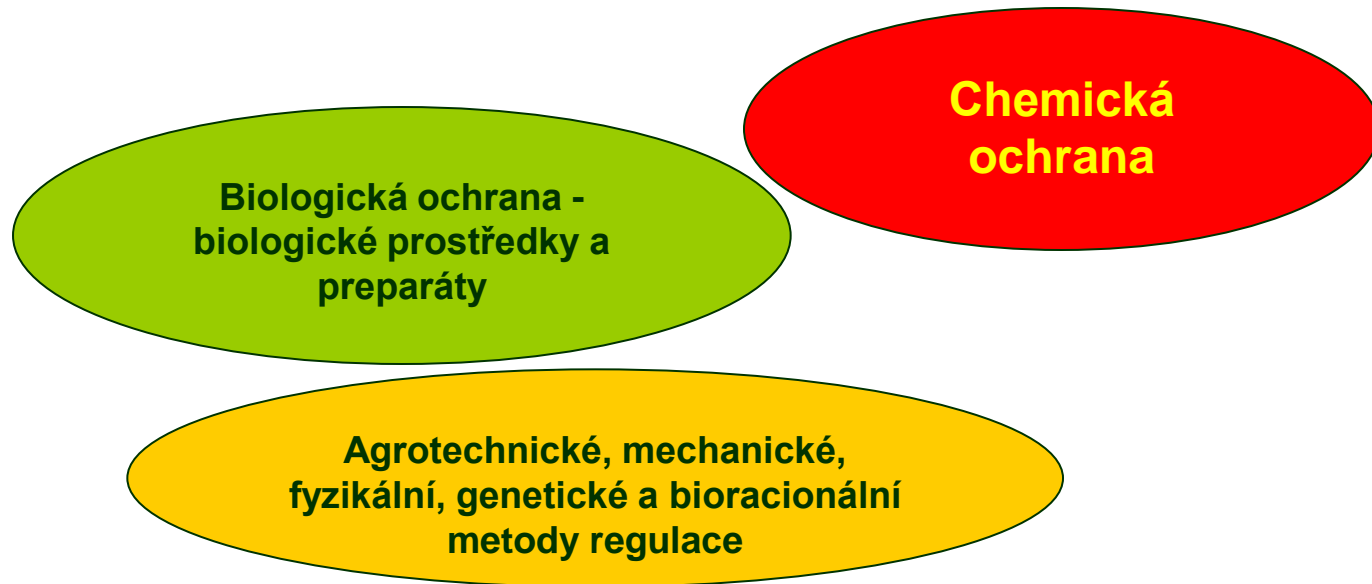 Chemická
ochrana
Biologická ochrana -
biologické prostředky a
preparáty
Agrotechnické, mechanické,
fyzikální, genetické a bioracionální
metody regulace